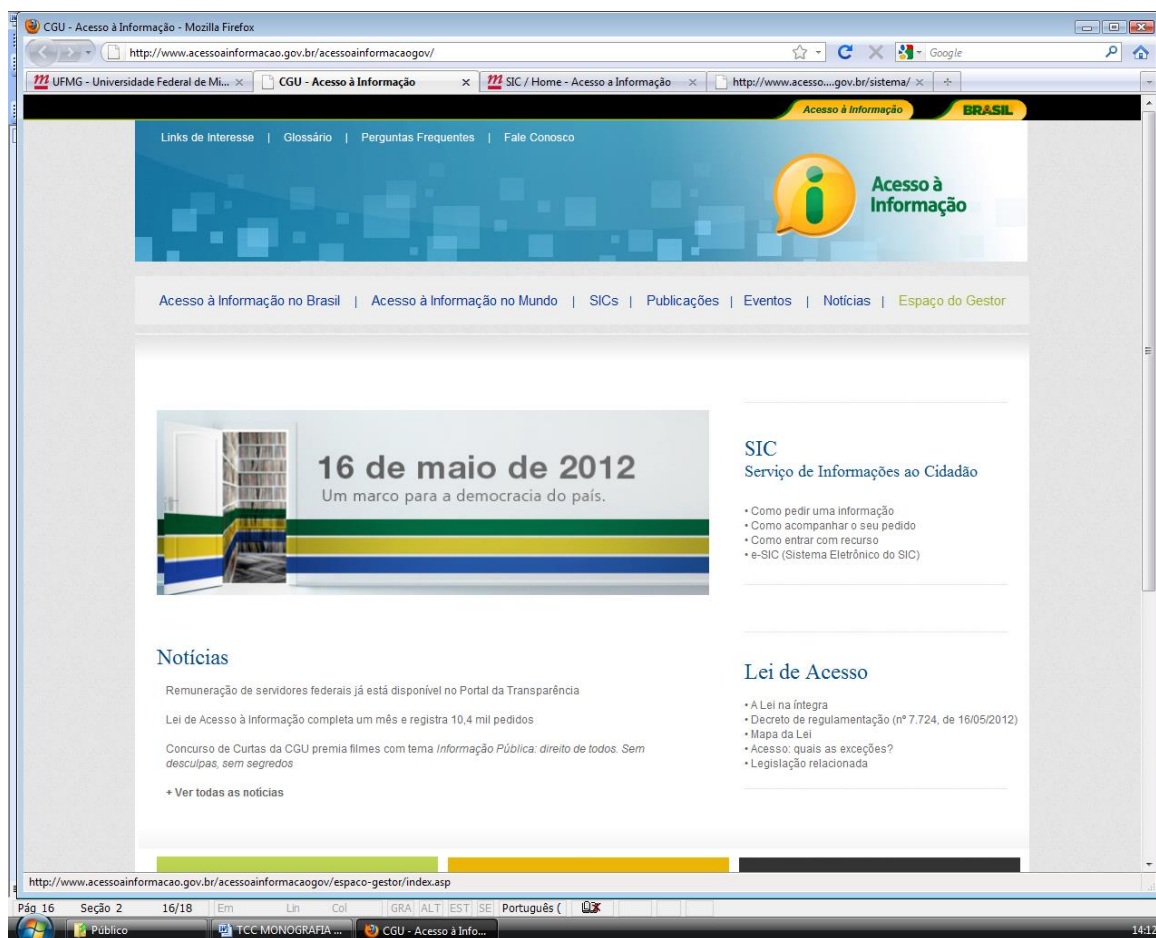 CGU - Acesso à Informação - Mozilla Firefox
http://www.acessoainformacao.gov.br/acessoainformacaogov/
Google
UFMG - Universidade Federal de Mi...
CGU - Acesso à Informação
SIC / Home - Acesso a Informação
http://www.acesso....gov.br/sistema/
Acesso à Informação
BRASIL
Links de Interesse | Glossário | Perguntas Frequentes | Fale Conosco
Acesso à
Informação
Acesso à Informação no Brasil | Acesso à Informação no Mundo | SICs | Publicações | Eventos | Notícias | Espaço do Gestor
16 de maio de 2012
Um marco para a democracia do país.
SIC
Serviço de Informações ao Cidadão
• Como pedir uma informação
• Como acompanhar o seu pedido
• Como entrar com recurso
• e-SIC (Sistema Eletrônico do SIC)
Notícias
Remuneração de servidores federais já está disponível no Portal da Transparência
Lei de Acesso à Informação completa um mês e registra 10,4 mil pedidos
Concurso de Curtas da CGU premia filmes com tema Informação Pública: direito de todos. Sem
desculpas, sem segredos
+ Ver todas as notícias
Lei de Acesso
• A Lei na íntegra
• Decreto de regulamentação (nº 7.724, de 16/05/2012)
• Mapa da Lei
• Acesso: quais as exceções?
• Legislação relacionada
http://www.acessoainformacao.gov.br/acessoainformacaogov/espaco-gestor/index.asp
Pág 16 Seção 2 16/18 Em Lin Col GRA ALT EST SE Português (
Público
TCC MONOGRAFIA ...
CGU - Acesso à Info...
14:12